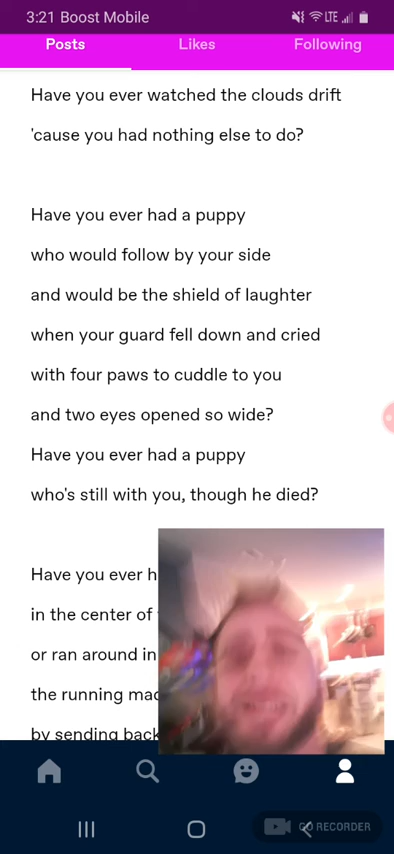 3:21 Boost Mobile LTE
Posts Likes Following
Have you ever watched the clouds drift
'cause you had nothing else to do?
Have you ever had a puppy
who would follow by your side
and would be the shield of laughter
when your guard fell down and cried
with four paws to cuddle to you
and two eyes opened so wide?
Have you ever had a puppy
who's still with you, though he died?
Have you ever h
in the center of
or ran around in
the running mac
by sending back
GO RECORDER